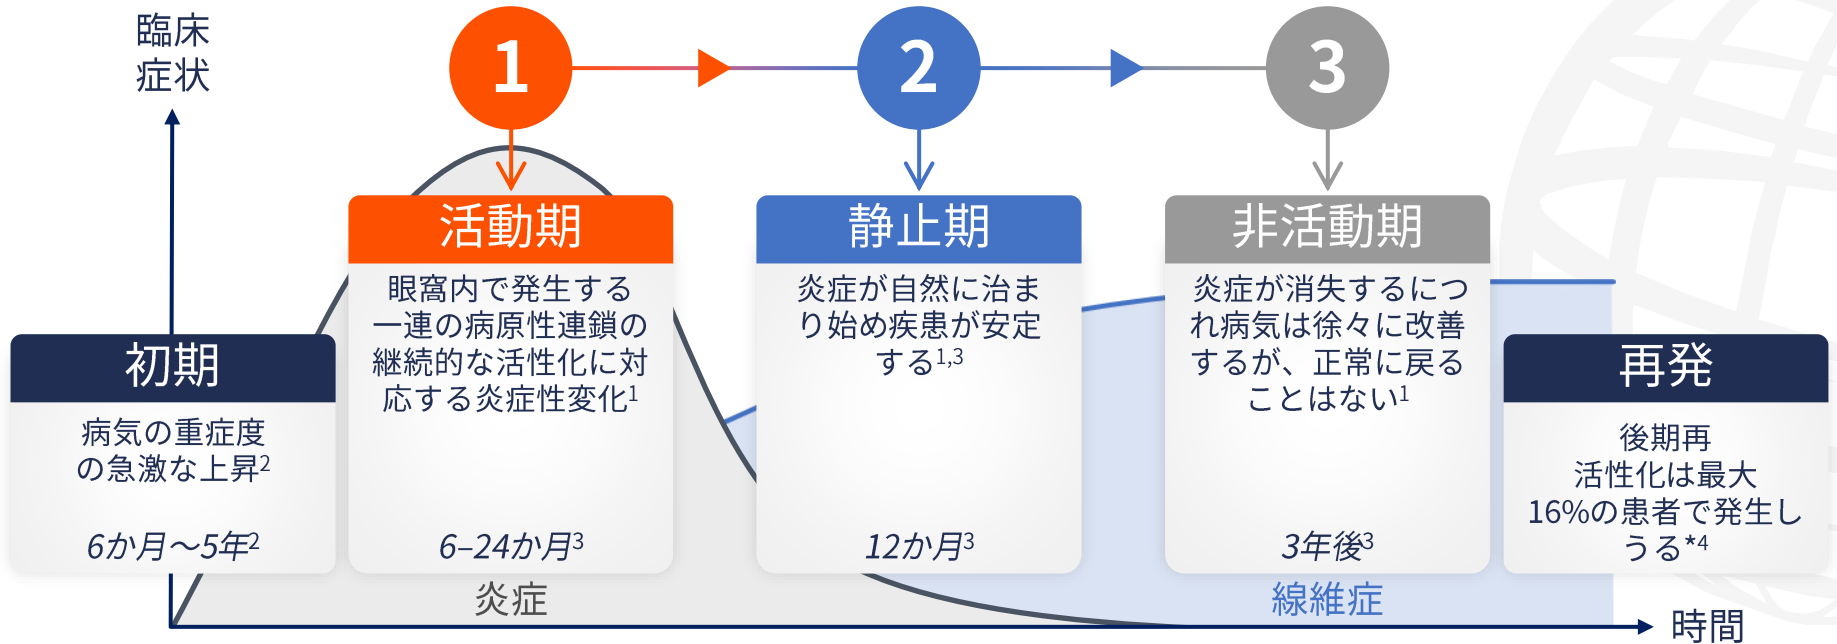 臨床
症状
1
2
3
活動期
眼窩内で発生する
一連の病原性連鎖の
継続的な活性化に対
応する炎症性変化1
6–24か月3
静止期
炎症が自然に治ま
り始め疾患が安定
する1,3
12か月3
非活動期
炎症が消失するにつ
れ病気は徐々に改善
するが、正常に戻る
ことはない1
3年後3
初期
病気の重症度
の急激な上昇2
6か月～5年2
再発
後期再
活性化は最大
16%の患者で発生し
うる*4
炎症
線維症
時間